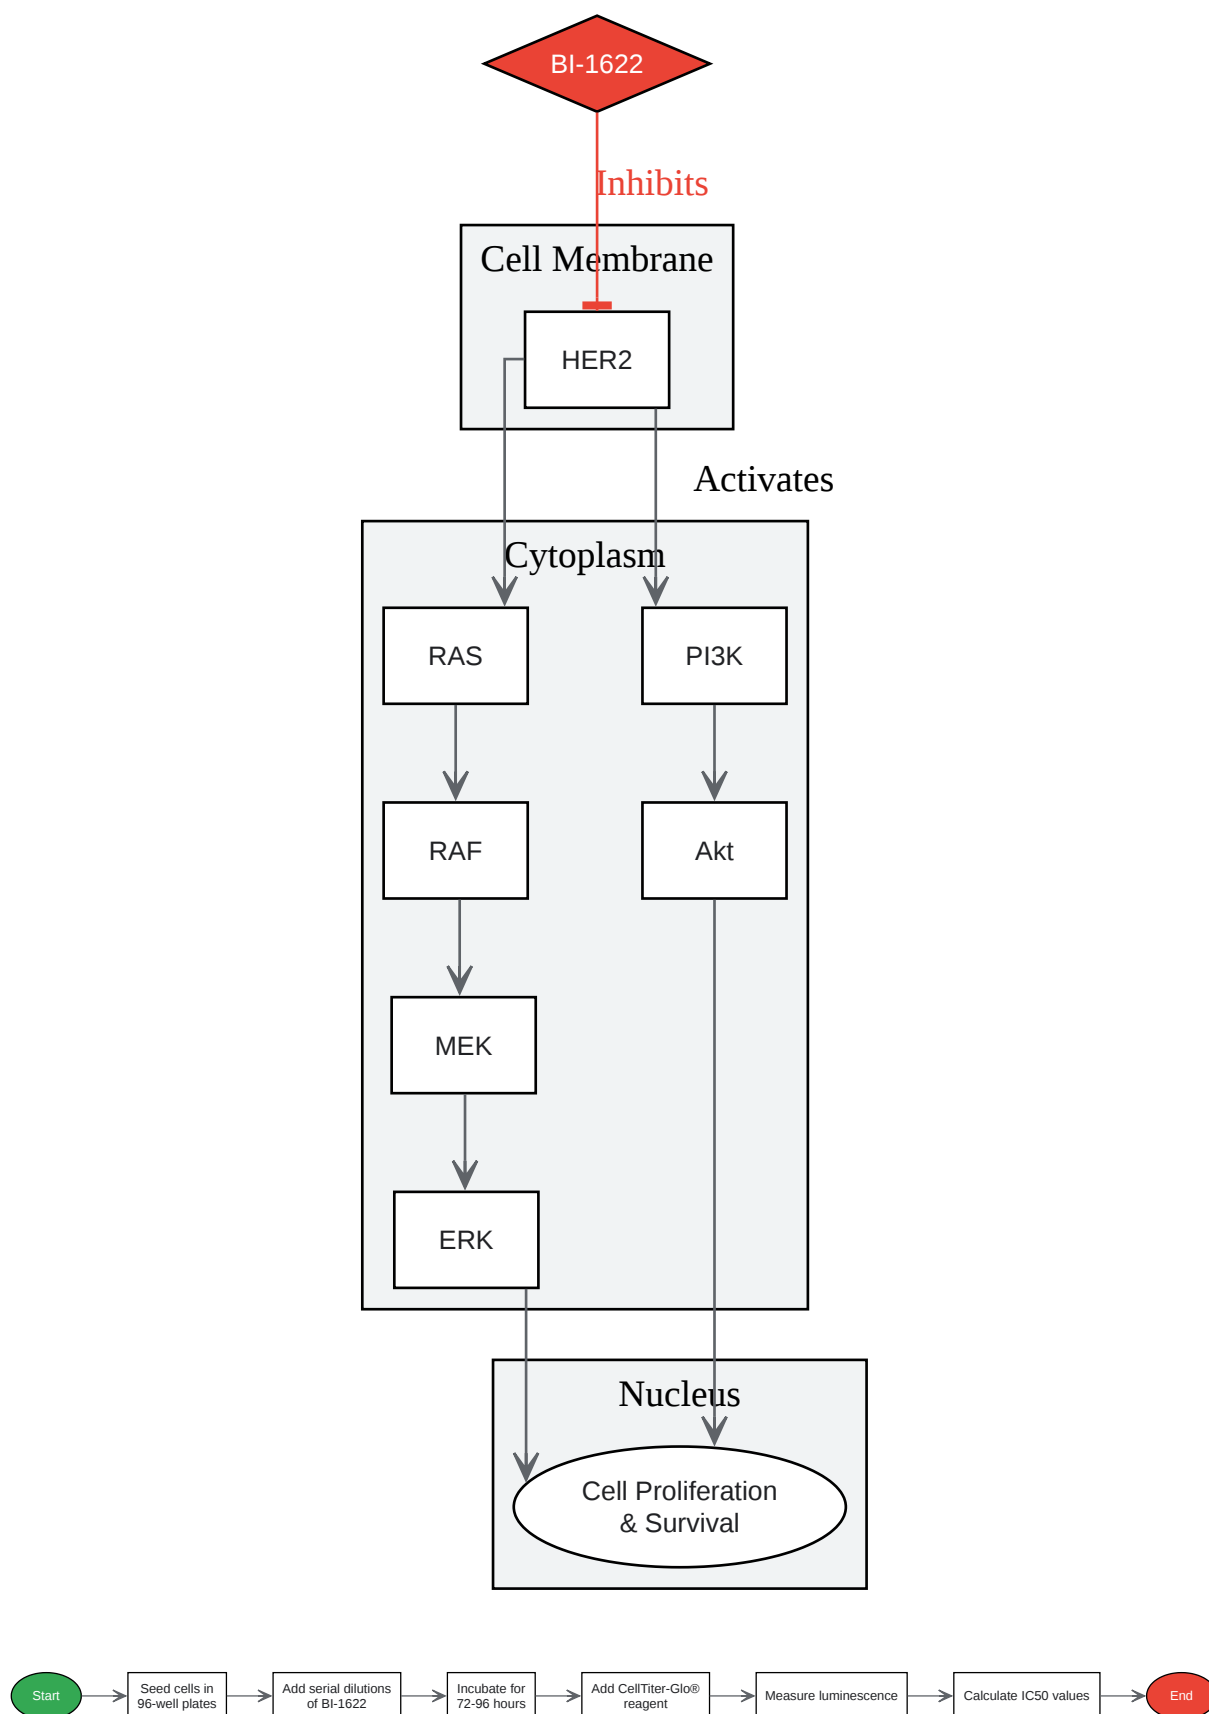 BI-1622
Inhibits
Cell Membrane
HER2
Activates
Cytoplasm
RAS
PI3K
RAF
Akt
MEK
ERK
Nucleus
Cell Proliferation
& Survival
Start
Seed cells in
96-well plates
Add serial dilutions
of BI-1622
Incubate for
72-96 hours
Add CellTiter-Glo®
reagent
Measure luminescence
Calculate IC50 values
End